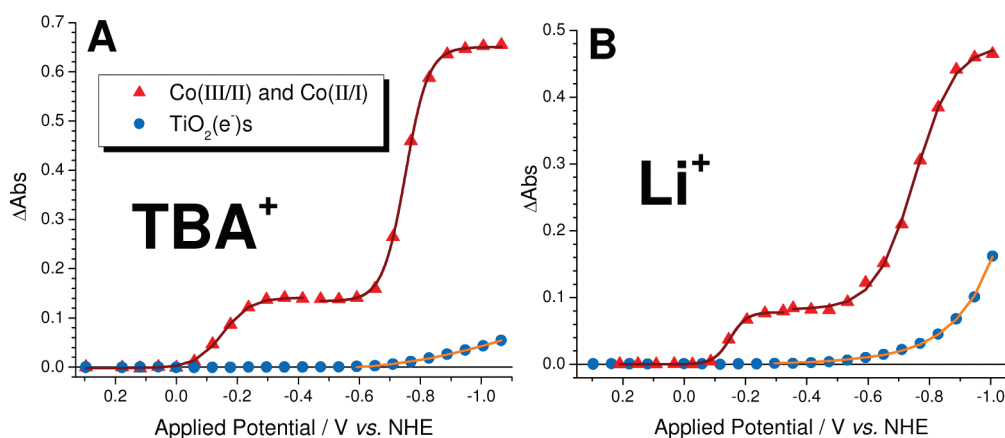 A
0.7
0.6
0.5
0.4
0.3
0.2
0.1
0.0
ΔAbs
Co(III/II) and Co(II/I)
TiO₂(e⁻)s
TBA⁺
0.2 0.0 -0.2 -0.4 -0.6 -0.8 -1.0
Applied Potential / V vs. NHE
B
0.5
0.4
0.3
0.2
0.1
0.0
ΔAbs
Li⁺
0.2 0.0 -0.2 -0.4 -0.6 -0.8 -1.0
Applied Potential / V vs. NHE